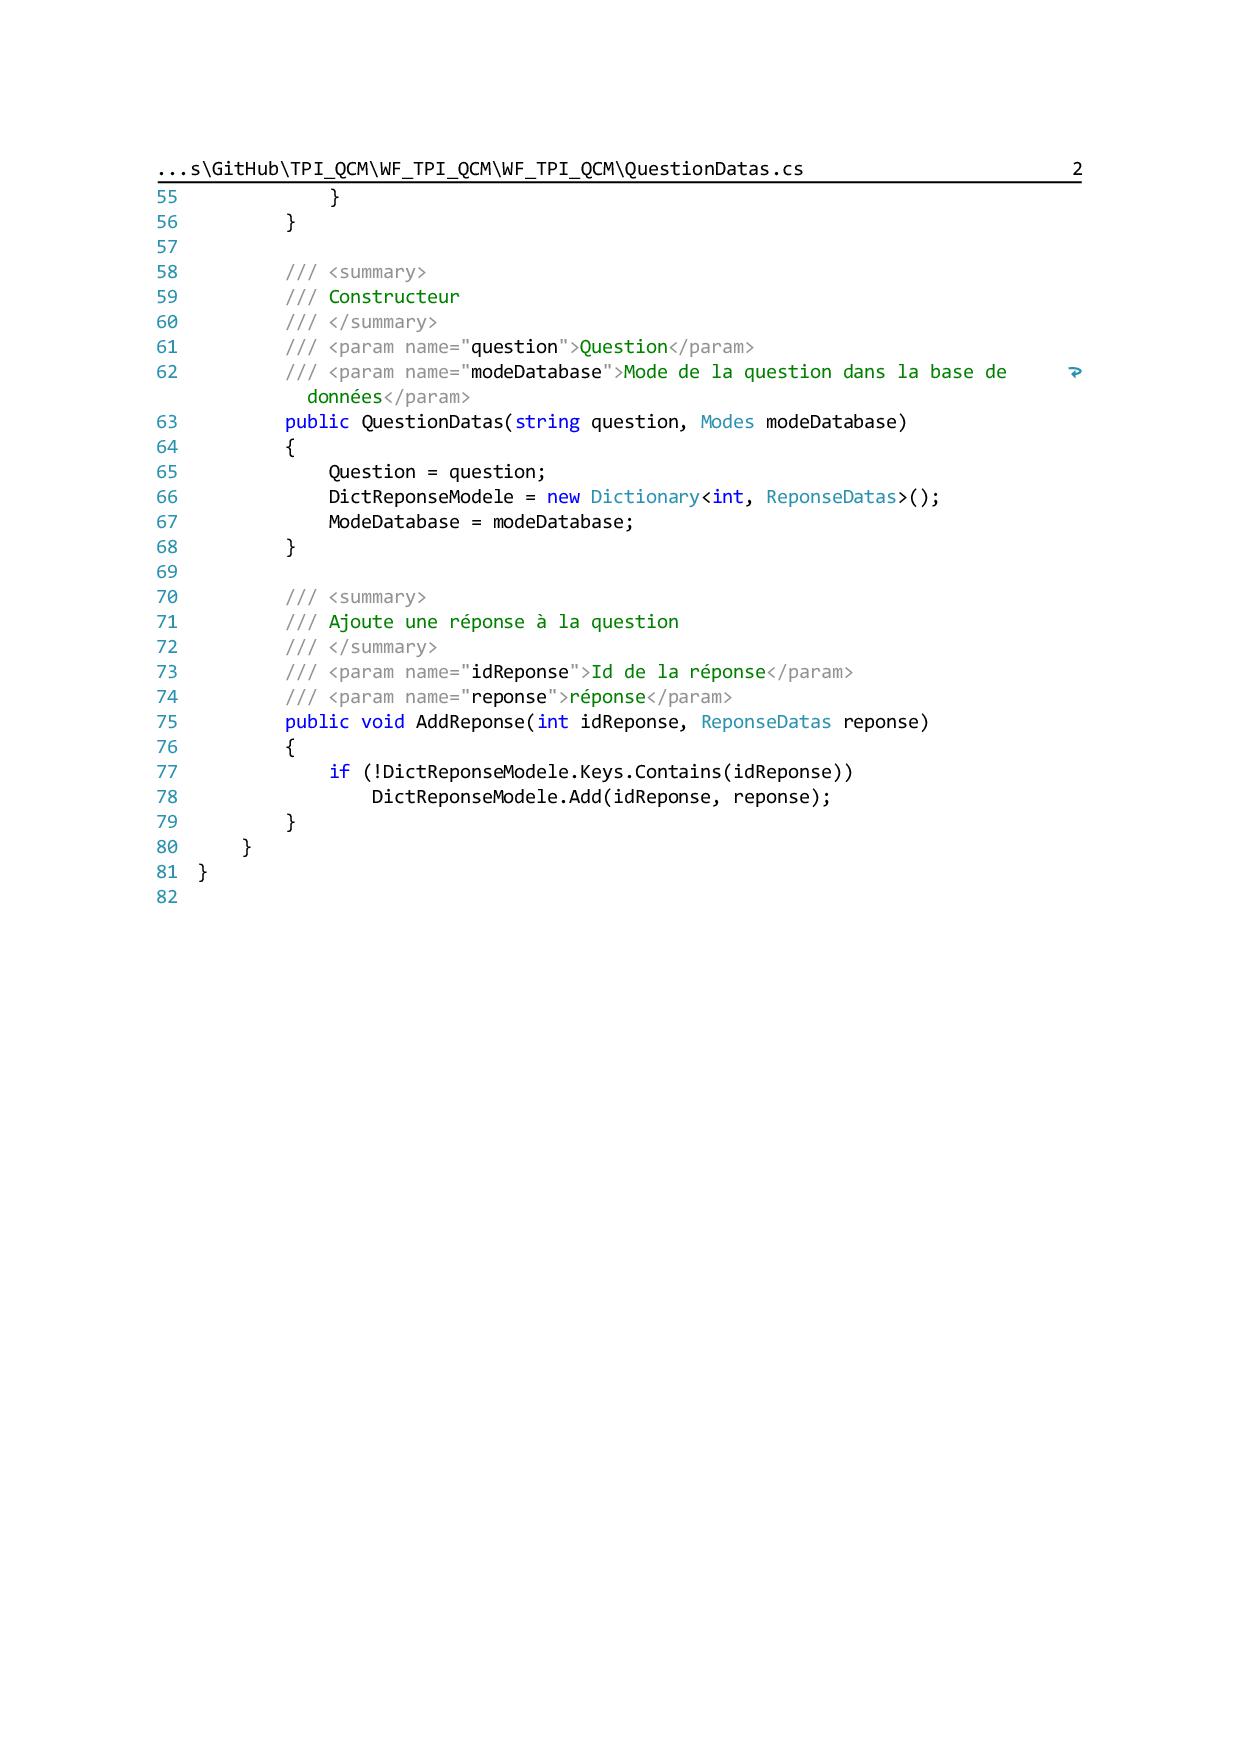 ...s\GitHub\TPI_QCM\WF_TPI_QCM\WF_TPI_QCM\QuestionDatas.cs 2
55 }
56 }
57
58 /// <summary>
59 /// Constructeur
60 /// </summary>
61 /// <param name="question">Question</param>
62 /// <param name="modeDatabase">Mode de la question dans la base de
données</param>
63 public QuestionDatas(string question, Modes modeDatabase)
64 {
65 Question = question;
66 DictReponseModele = new Dictionary<int, ReponseDatas>();
67 ModeDatabase = modeDatabase;
68 }
69
70 /// <summary>
71 /// Ajoute une réponse à la question
72 /// </summary>
73 /// <param name="idReponse">Id de la réponse</param>
74 /// <param name="reponse">réponse</param>
75 public void AddReponse(int idReponse, ReponseDatas reponse)
76 {
77 if (!DictReponseModele.Keys.Contains(idReponse))
78 DictReponseModele.Add(idReponse, reponse);
79 }
80 }
81 }
82